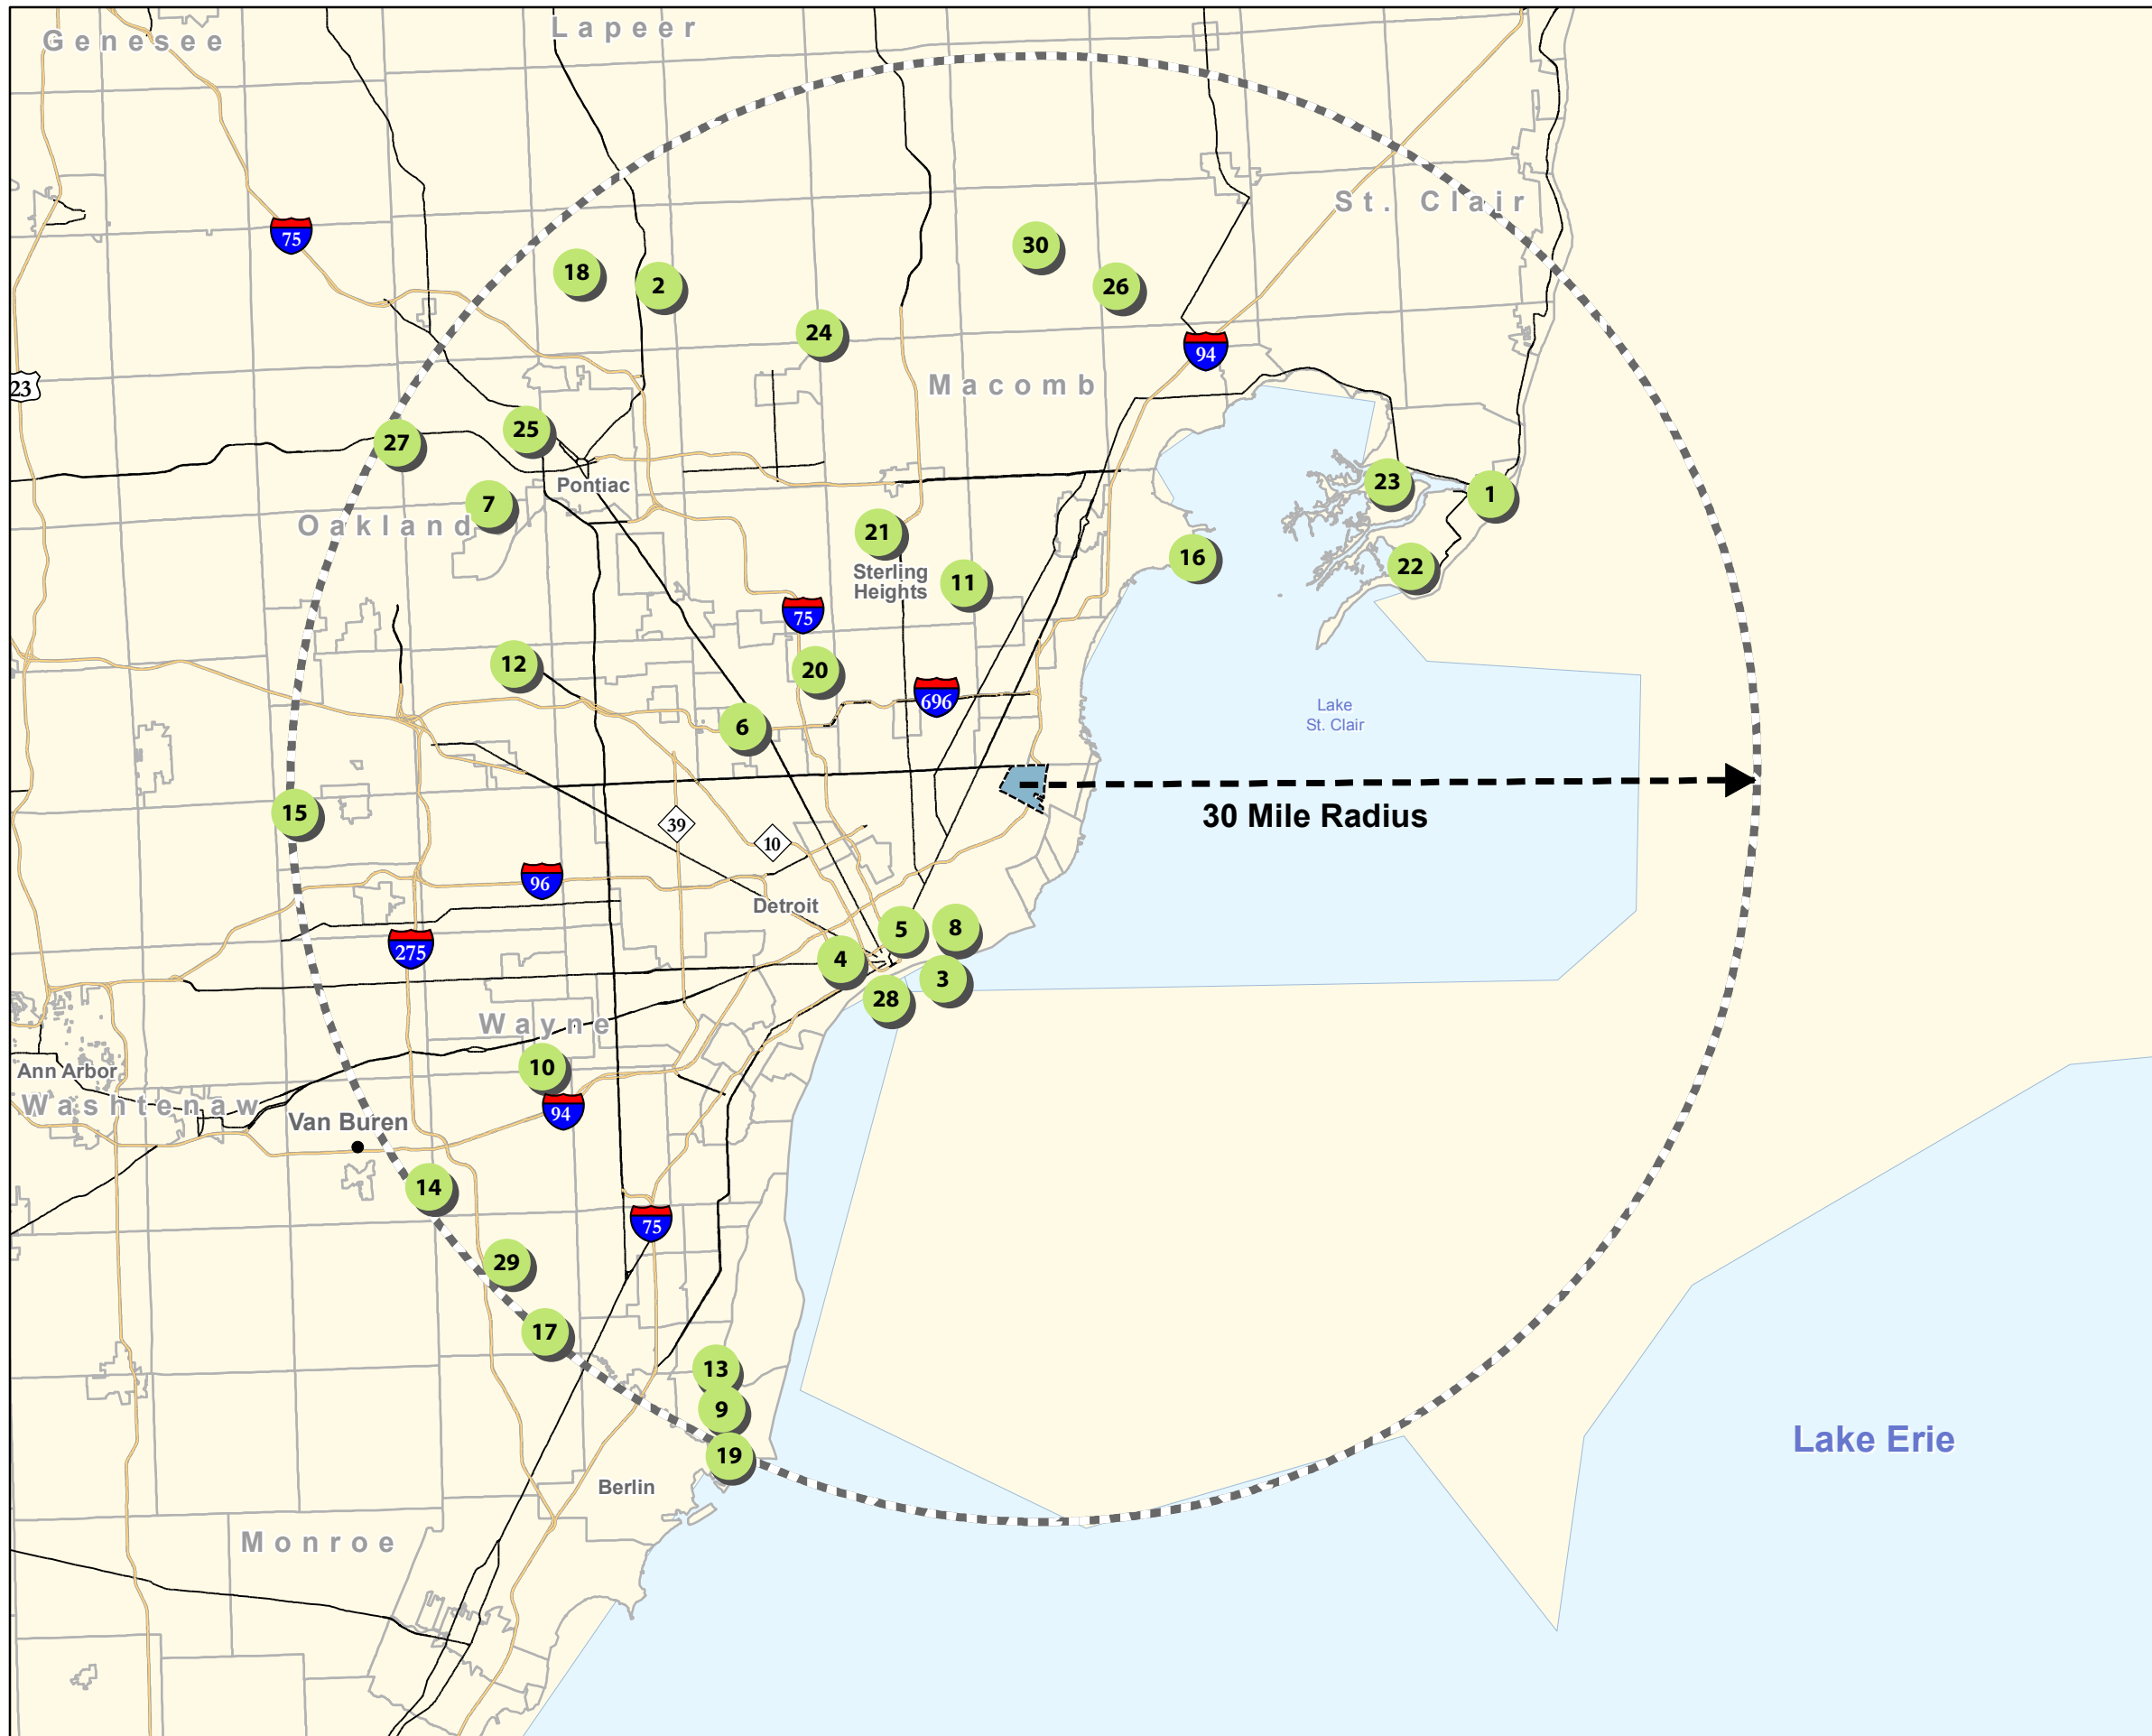 Genesee
Lapeer
St. Clair
75
30
18
2
26
24
94
23
Macomb
25
27
Pontiac
7
Oakland
23
1
21
16
22
Sterling
Heights
11
75
12
20
696
6
Lake
St. Clair
30 Mile Radius
15
39
10
96
Detroit
5
8
275
4
3
28
Wayne
10
Ann Arbor
Washtenaw
94
Van Buren
14
75
29
17
13
9
19
Lake Erie
Berlin
Monroe